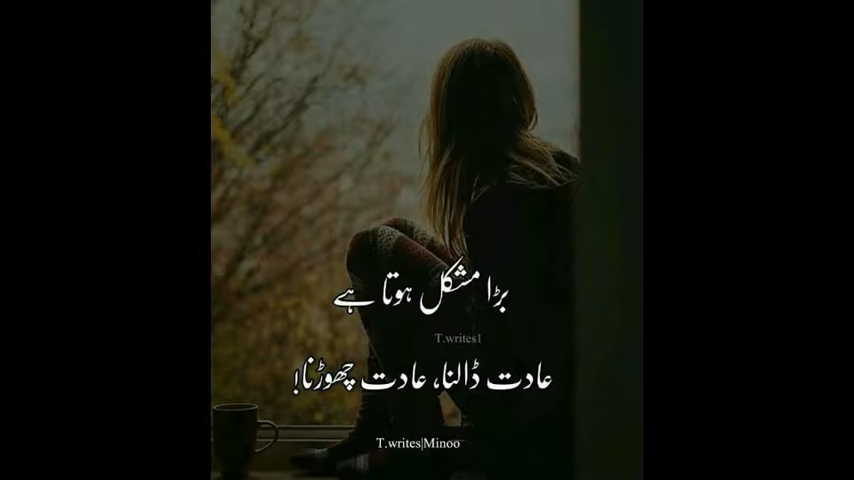 بڑا مشکل ہوتا ہے
T.writes1
عادت ڈالنا، عادت چھوڑنا!
T.writes|Minoo